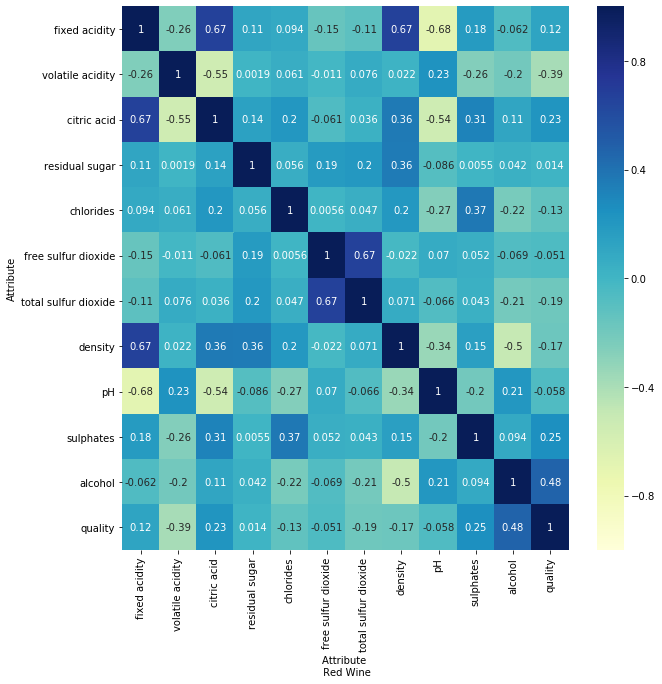 fixed acidity 1 -0.26 0.67 0.11 0.094 -0.15 -0.11 0.67 -0.68 0.18 -0.062 0.12
volatile acidity -0.26 1 -0.55 0.0019 0.061 -0.011 0.076 0.022 0.23 -0.26 -0.2 -0.39
citric acid 0.67 -0.55 1 0.14 0.2 -0.061 0.036 0.36 -0.54 0.31 0.11 0.23
residual sugar 0.11 0.0019 0.14 1 0.056 0.19 0.2 0.36 -0.086 0.0055 0.042 0.014
chlorides 0.094 0.061 0.2 0.056 1 0.0056 0.047 0.2 -0.27 0.37 -0.22 -0.13
free sulfur dioxide -0.15 -0.011 -0.061 0.19 0.0056 1 0.67 -0.022 0.07 0.052 -0.069 -0.051
total sulfur dioxide -0.11 0.076 0.036 0.2 0.047 0.67 1 0.071 -0.066 0.043 -0.21 -0.19
density 0.67 0.022 0.36 0.36 0.2 -0.022 0.071 1 -0.34 0.15 -0.5 -0.17
pH -0.68 0.23 -0.54 -0.086 -0.27 0.07 -0.066 -0.34 1 -0.2 0.21 -0.058
sulphates 0.18 -0.26 0.31 0.0055 0.37 0.052 0.043 0.15 -0.2 1 0.094 0.25
alcohol -0.062 -0.2 0.11 0.042 -0.22 -0.069 -0.21 -0.5 0.21 0.094 1 0.48
quality 0.12 -0.39 0.23 0.014 -0.13 -0.051 -0.19 -0.17 -0.058 0.25 0.48 1
Attribute
fixed acidity
volatile acidity
citric acid
residual sugar
chlorides
free sulfur dioxide
total sulfur dioxide
density
pH
sulphates
alcohol
quality
Attribute
Red Wine
0.8
0.4
0.0
-0.4
-0.8